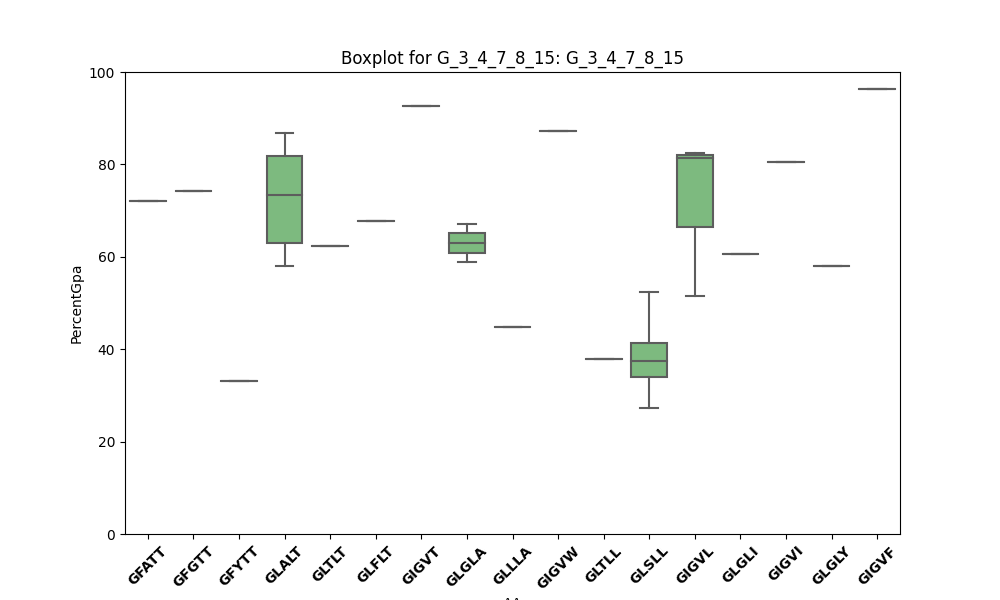 Boxplot for G_3_4_7_8_15: G_3_4_7_8_15
PercentGpa
100
80
60
40
20
0
GFATT
GFGTT
GFYTT
GLALT
GLTLT
GLFLT
GIGVT
GLGLA
GLLLA
GIGVW
GLTLL
GLSLL
GIGVL
GLGLI
GIGVI
GLGLY
GIGVF